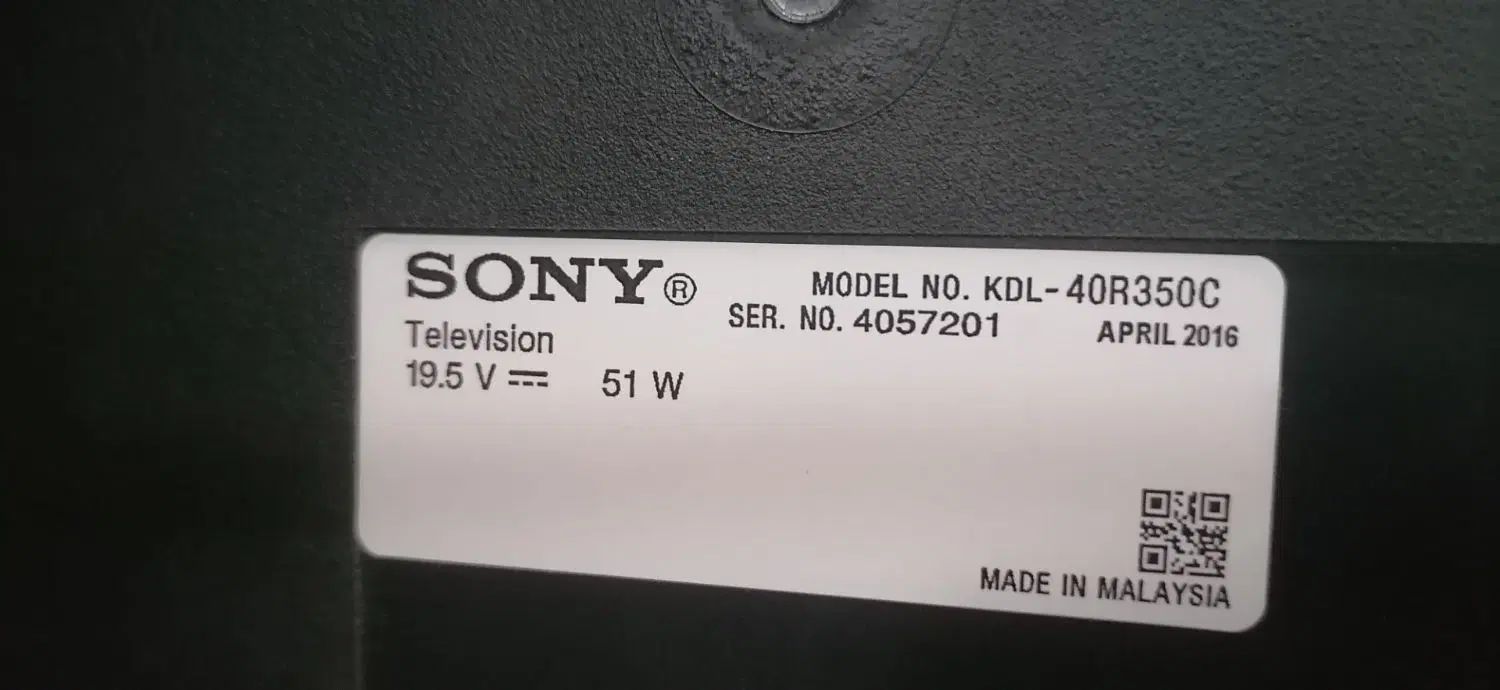 SONY®
MODEL NO. KDL-40R350C
SER. NO. 4057201 APRIL 2016
Television
19.5 V ⎓ 51 W
MADE IN MALAYSIA